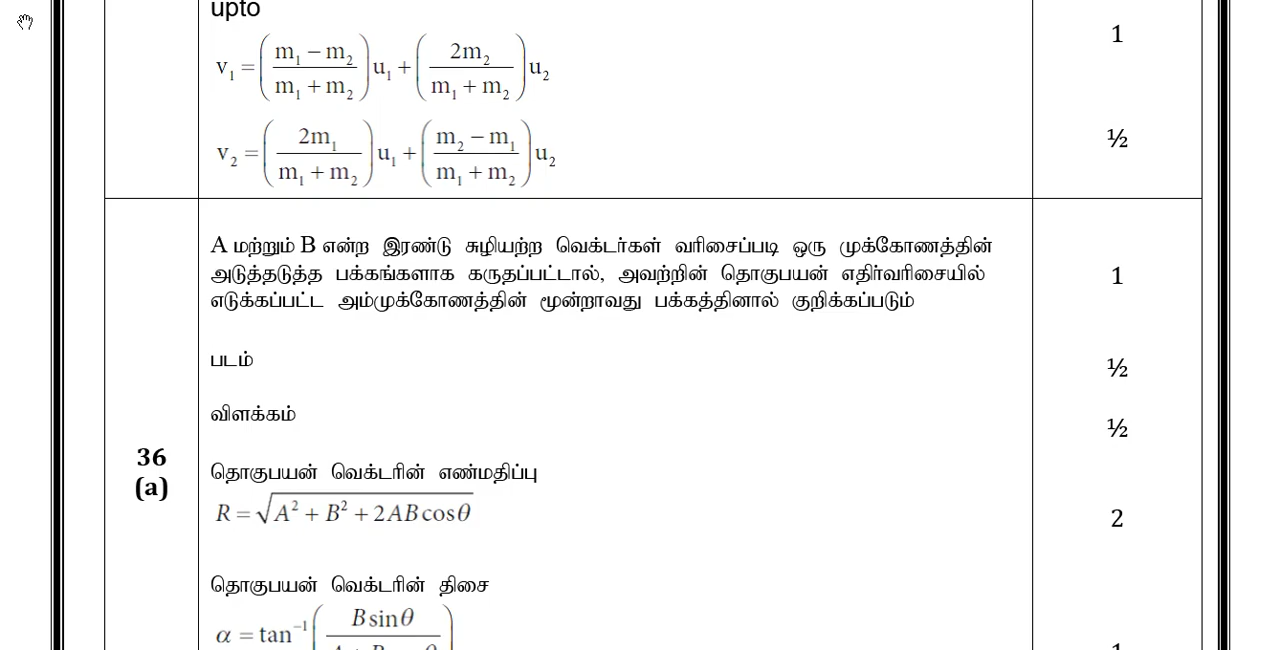 upto
v₁ = ((m₁ − m₂)/(m₁ + m₂)) u₁ + (2m₂/(m₁ + m₂)) u₂
1
v₂ = (2m₁/(m₁ + m₂)) u₁ + ((m₂ − m₁)/(m₁ + m₂)) u₂
½
A மற்றும் B என்ற இரண்டு சுழியற்ற வெக்டர்கள் வரிசைப்படி ஒரு முக்கோணத்தின்
அடுத்தடுத்த பக்கங்களாக கருதப்பட்டால், அவற்றின் தொகுபயன் எதிர்வரிசையில்
1
எடுக்கப்பட்ட அம்முக்கோணத்தின் மூன்றாவது பக்கத்தினால் குறிக்கப்படும்
படம்
½
விளக்கம்
½
36
(a)
தொகுபயன் வெக்டரின் எண்மதிப்பு
R = √(A² + B² + 2AB cosθ)
2
தொகுபயன் வெக்டரின் திசை
α = tan⁻¹ ( B sinθ